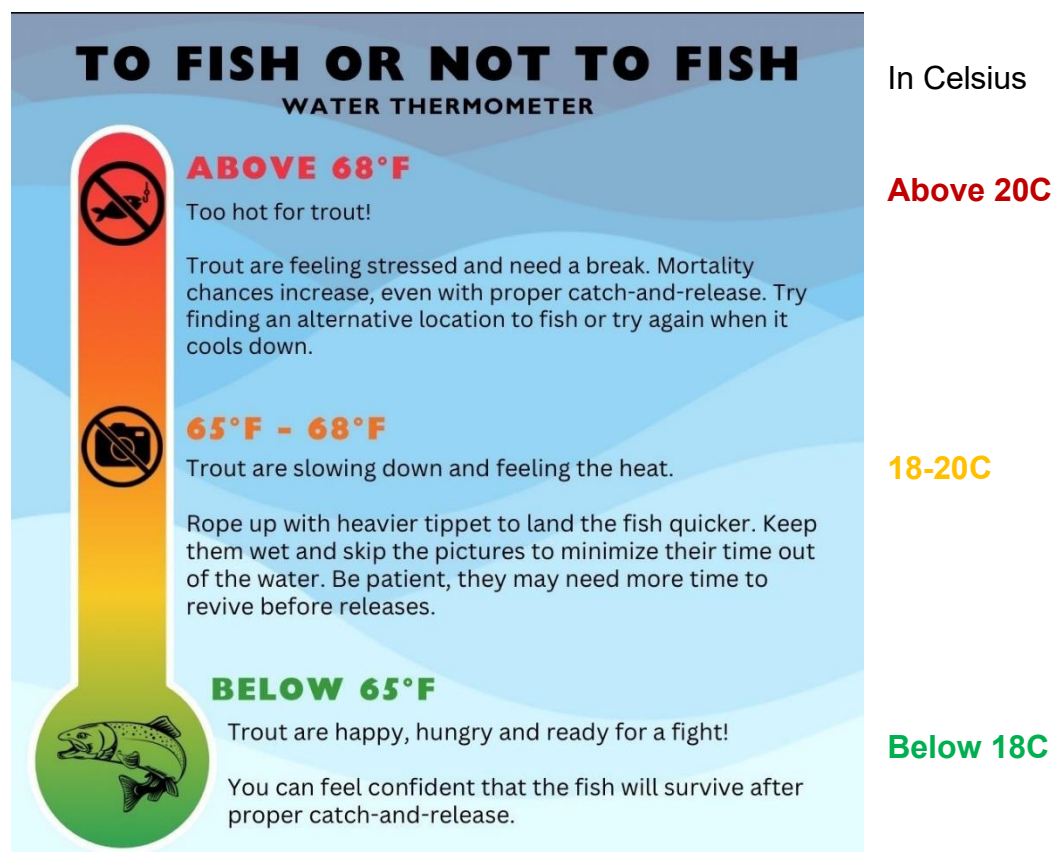 TO FISH OR NOT TO FISH
WATER THERMOMETER
In Celsius
ABOVE 68°F
Above 20C
Too hot for trout!
Trout are feeling stressed and need a break. Mortality
chances increase, even with proper catch-and-release. Try
finding an alternative location to fish or try again when it
cools down.
65°F - 68°F
18-20C
Trout are slowing down and feeling the heat.
Rope up with heavier tippet to land the fish quicker. Keep
them wet and skip the pictures to minimize their time out
of the water. Be patient, they may need more time to
revive before releases.
BELOW 65°F
Below 18C
Trout are happy, hungry and ready for a fight!
You can feel confident that the fish will survive after
proper catch-and-release.